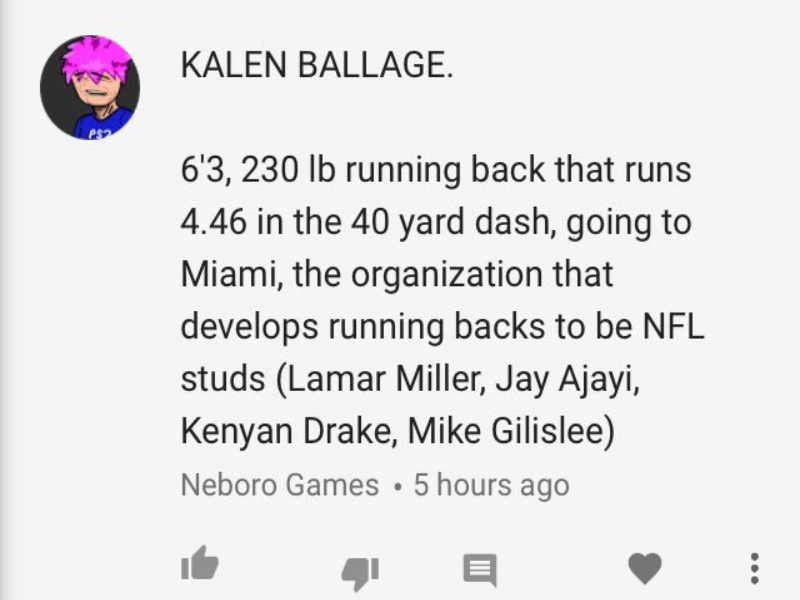 KALEN BALLAGE.
6'3, 230 lb running back that runs
4.46 in the 40 yard dash, going to
Miami, the organization that
develops running backs to be NFL
studs (Lamar Miller, Jay Ajayi,
Kenyan Drake, Mike Gilislee)
Neboro Games • 5 hours ago